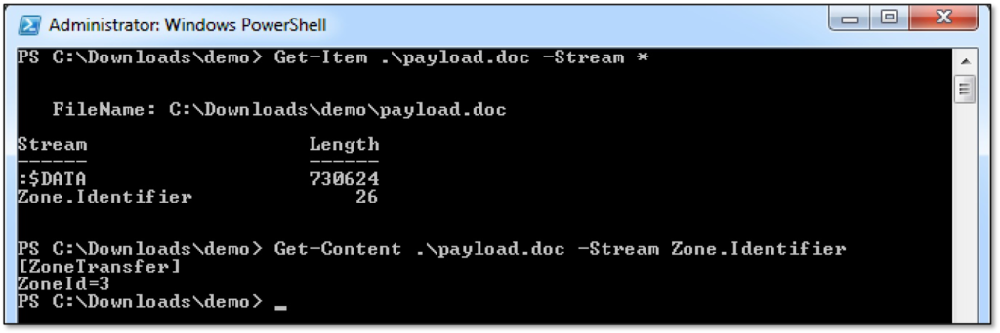 Administrator: Windows PowerShell
PS C:\Downloads\demo> Get-Item .\payload.doc -Stream *
FileName: C:\Downloads\demo\payload.doc
Stream Length
------ ------
:$DATA 730624
Zone.Identifier 26
PS C:\Downloads\demo> Get-Content .\payload.doc -Stream Zone.Identifier
[ZoneTransfer]
ZoneId=3
PS C:\Downloads\demo> _